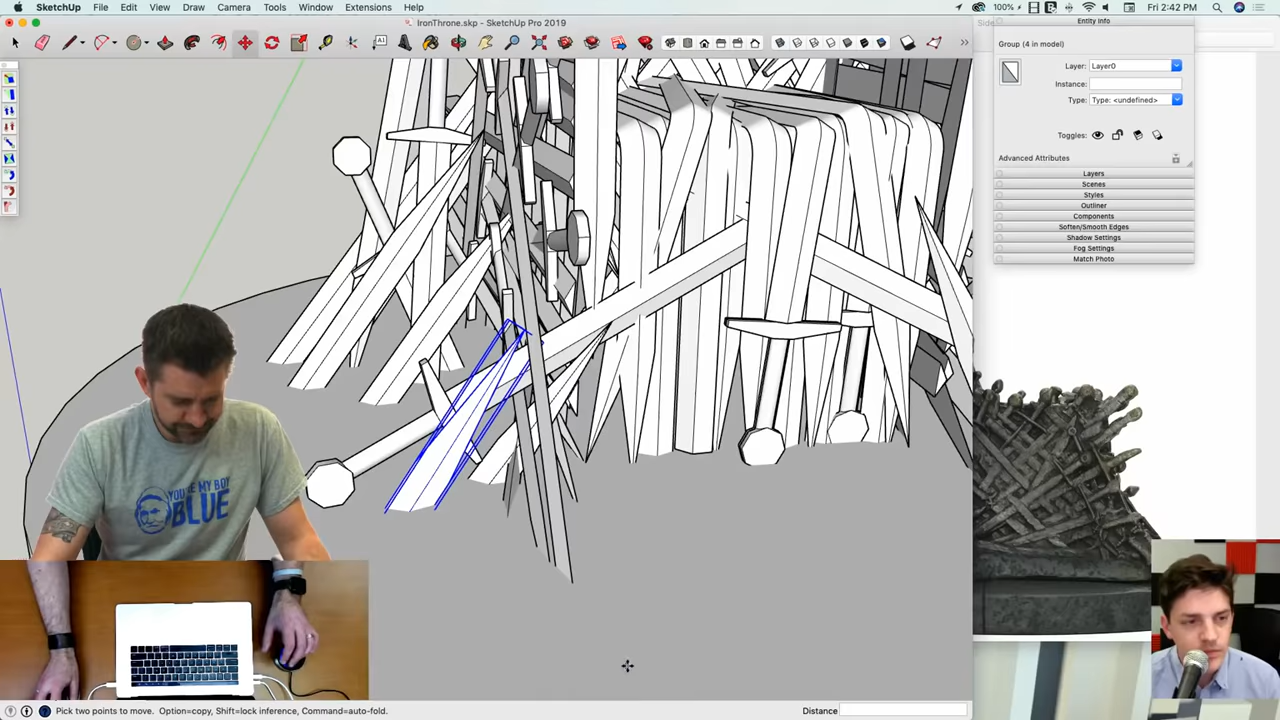 SketchUp File Edit View Draw Camera Tools Window Extensions Help
100%
Fri 2:42 PM
IronThrone.skp - SketchUp Pro 2019
Side
Entity Info
Group (4 in model)
Layer: Layer0
Instance:
Type: Type: <undefined>
Toggles:
Advanced Attributes
Layers
Scenes
Styles
Outliner
Components
Soften/Smooth Edges
Shadow Settings
Fog Settings
Match Photo
YOU'RE MY BOY
BLUE
Pick two points to move. Option=copy, Shift=lock inference, Command=auto-fold.
Distance